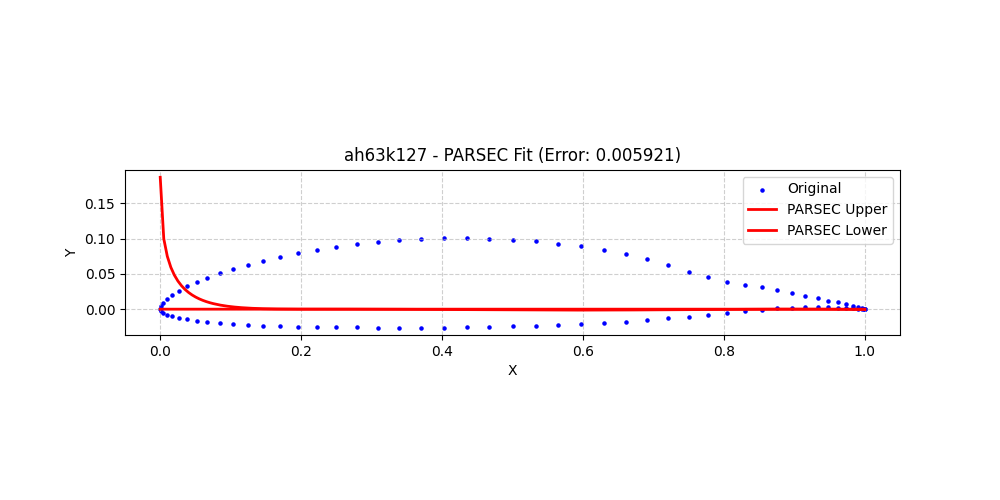 ah63k127 - PARSEC Fit (Error: 0.005921)
Original
PARSEC Upper
PARSEC Lower
Y
0.15
0.10
0.05
0.00
0.0 0.2 0.4 0.6 0.8 1.0
X